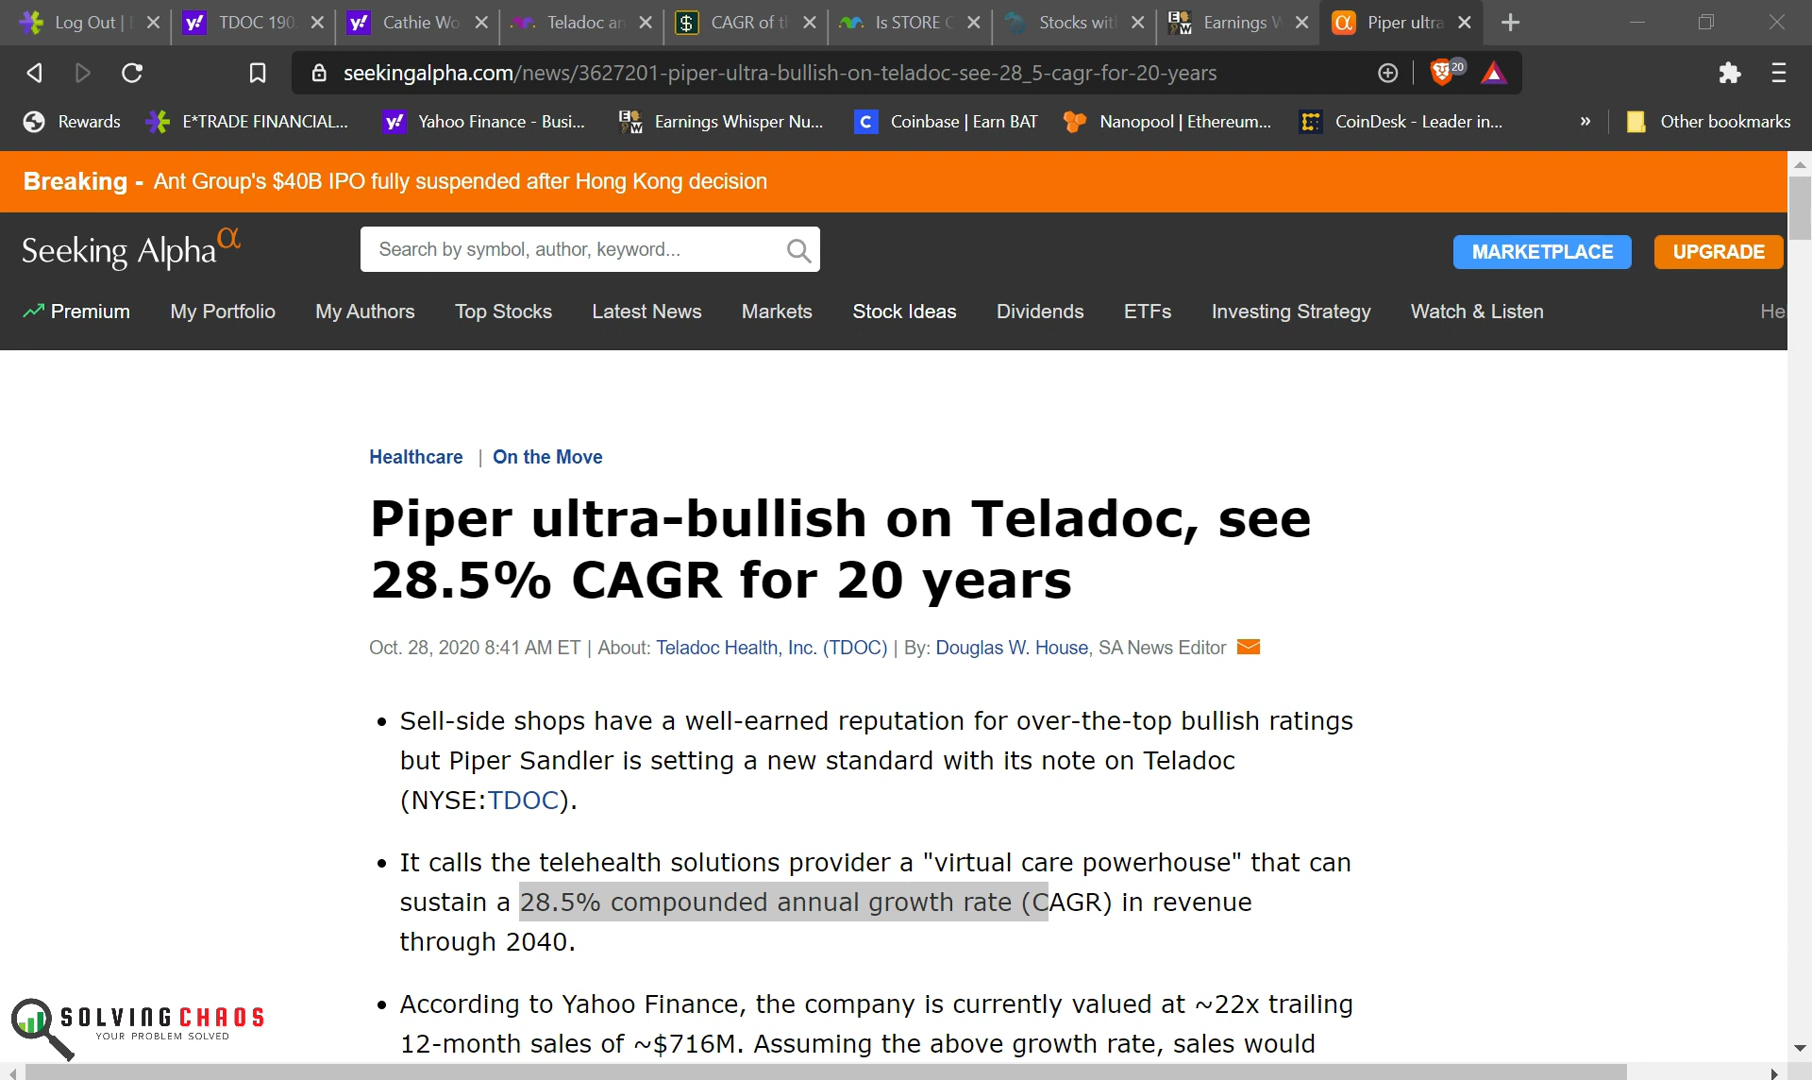 Log Out | TDOC 190. Cathie Wo Teladoc an CAGR of t Is STORE C Stocks wit Earnings W Piper ultra
seekingalpha.com/news/3627201-piper-ultra-bullish-on-teladoc-see-28_5-cagr-for-20-years 20
Rewards E*TRADE FINANCIAL... Yahoo Finance - Busi... Earnings Whisper Nu... Coinbase | Earn BAT Nanopool | Ethereum... CoinDesk - Leader in... » Other bookmarks
Breaking - Ant Group's $40B IPO fully suspended after Hong Kong decision
Seeking Alpha α Search by symbol, author, keyword... MARKETPLACE UPGRADE
Premium My Portfolio My Authors Top Stocks Latest News Markets Stock Ideas Dividends ETFs Investing Strategy Watch & Listen He
Healthcare | On the Move
Piper ultra-bullish on Teladoc, see
28.5% CAGR for 20 years
Oct. 28, 2020 8:41 AM ET | About: Teladoc Health, Inc. (TDOC) | By: Douglas W. House, SA News Editor
• Sell-side shops have a well-earned reputation for over-the-top bullish ratings
but Piper Sandler is setting a new standard with its note on Teladoc
(NYSE:TDOC).
• It calls the telehealth solutions provider a "virtual care powerhouse" that can
sustain a 28.5% compounded annual growth rate (CAGR) in revenue
through 2040.
• According to Yahoo Finance, the company is currently valued at ~22x trailing
12-month sales of ~$716M. Assuming the above growth rate, sales would
SOLVING CHAOS
YOUR PROBLEM SOLVED